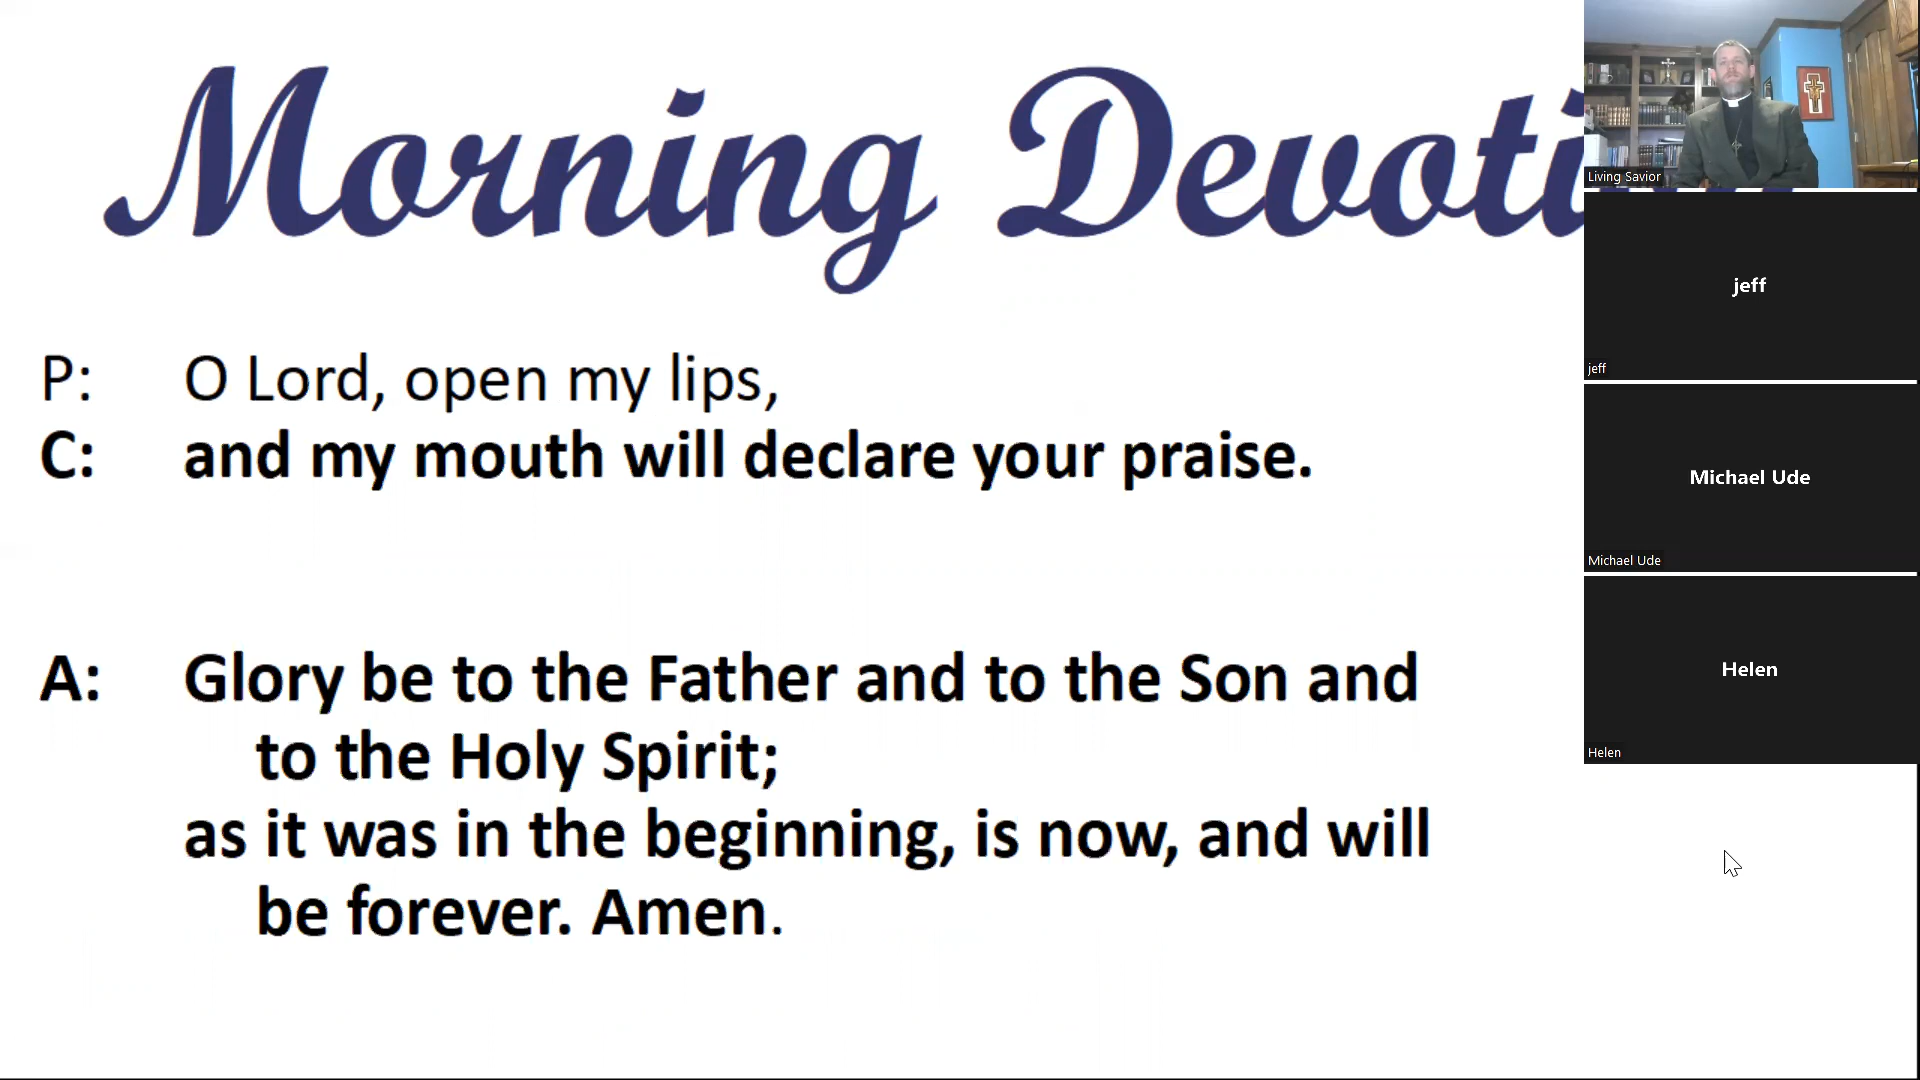 Morning Devoti
P: O Lord, open my lips,
C: and my mouth will declare your praise.
A: Glory be to the Father and to the Son and
to the Holy Spirit;
as it was in the beginning, is now, and will
be forever. Amen.
Living Savior
jeff
jeff
Michael Ude
Michael Ude
Helen
Helen